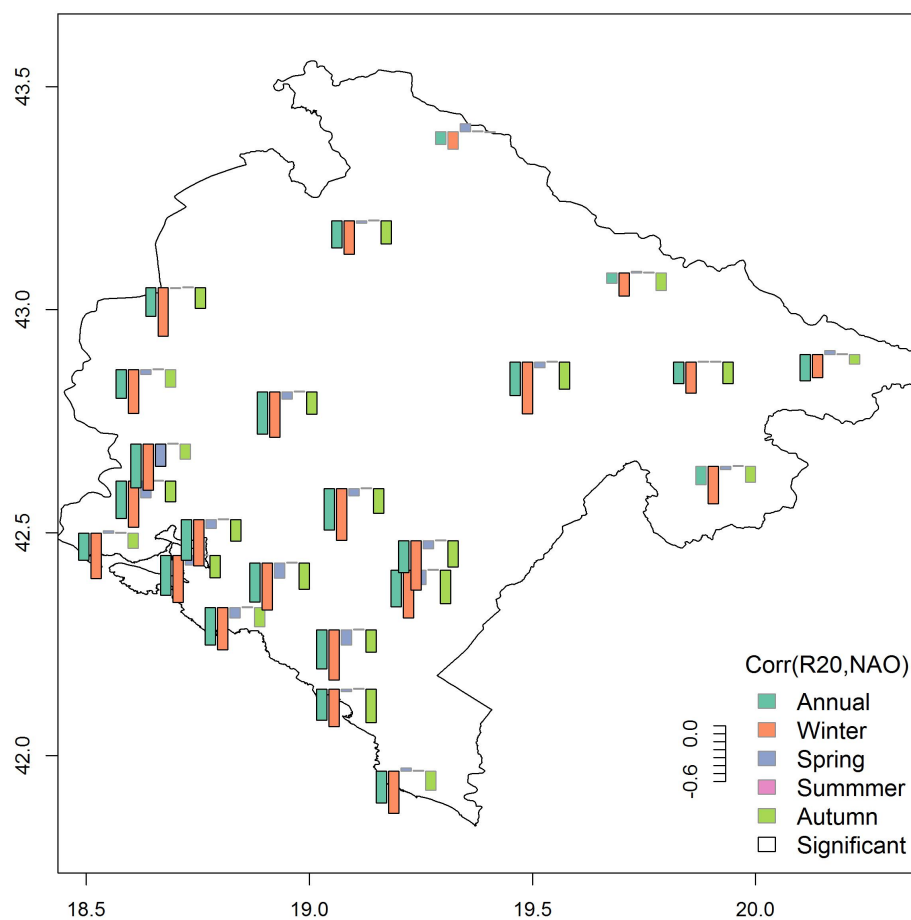 43.5
43.0
42.5
42.0
18.5 19.0 19.5 20.0
Corr(R20,NAO)
Annual
Winter
Spring
Summmer
Autumn
Significant
0.0
-0.6